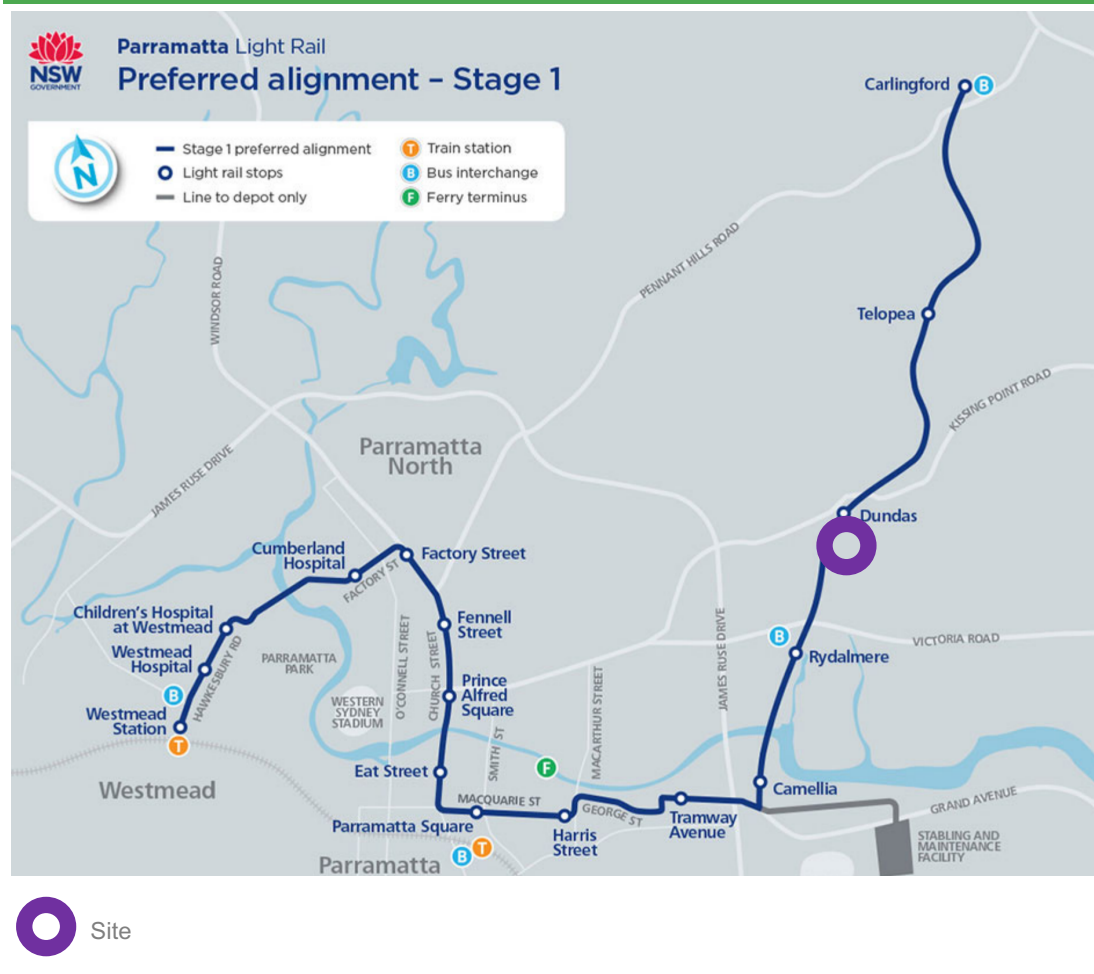 Parramatta Light Rail
Preferred alignment – Stage 1
NSW
GOVERNMENT
N
Stage 1 preferred alignment
Light rail stops
Line to depot only
T Train station
B Bus interchange
F Ferry terminus
Carlingford
B
PENNANT HILLS ROAD
WINDSOR ROAD
Telopea
KISSING POINT ROAD
Parramatta
North
JAMES RUSE DRIVE
Dundas
Cumberland
Hospital
Factory Street
FACTORY ST
Children's Hospital
at Westmead
Fennell
Street
Westmead
Hospital
HAWKESBURY RD
PARRAMATTA
PARK
O'CONNELL STREET
CHURCH STREET
JAMES RUSE DRIVE
B
VICTORIA ROAD
Rydalmere
B
Prince
Alfred
Square
WESTERN
SYDNEY
STADIUM
MACARTHUR STREET
Westmead
Station
T
SMITH ST
Eat Street
F
Westmead
Camellia
MACQUARIE ST
GEORGE ST
GRAND AVENUE
Parramatta Square
Harris
Street
Tramway
Avenue
STABLING AND
MAINTENANCE
FACILITY
Parramatta
B
T
Site